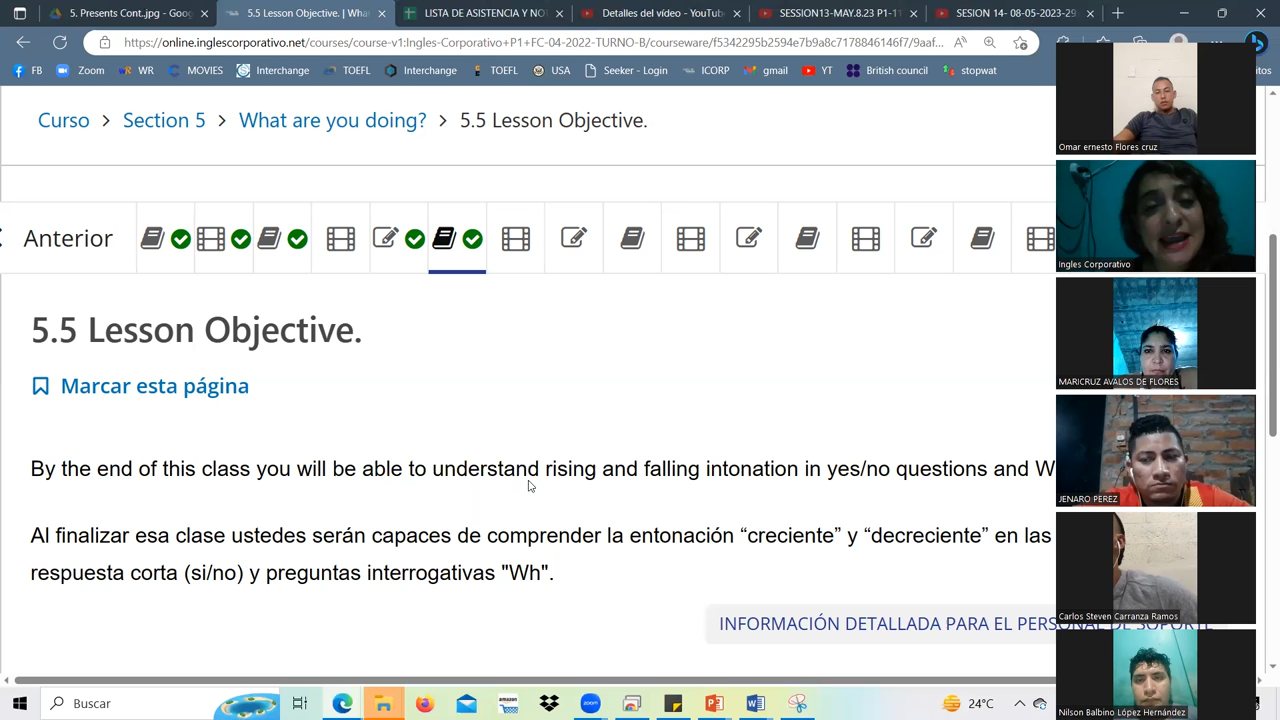 5. Presents Cont.jpg - Goog
5.5 Lesson Objective. | Wha
LISTA DE ASISTENCIA Y NO
Detalles del vídeo - YouTub
SESSION13-MAY.8.23 P1-1
SESION 14- 08-05-2023-29
https://online.inglescorporativo.net/courses/course-v1:Ingles-Corporativo+P1+FC-04-2022-TURNO-B/courseware/f5342295b2594e7b9a8c7178846146f7/9aaf...
FB
Zoom
WR
MOVIES
Interchange
TOEFL
Interchange
TOEFL
USA
Seeker - Login
ICORP
gmail
YT
British council
stopwat
itos
Curso > Section 5 > What are you doing? > 5.5 Lesson Objective.
Anterior
5.5 Lesson Objective.
Marcar esta página
By the end of this class you will be able to understand rising and falling intonation in yes/no questions and W
Al finalizar esa clase ustedes serán capaces de comprender la entonación “creciente” y “decreciente” en las
respuesta corta (si/no) y preguntas interrogativas "Wh".
INFORMACIÓN DETALLADA PARA EL PERSONAL DE SOPORTE
Omar ernesto Flores cruz
Ingles Corporativo
MARICRUZ AVALOS DE FLORES
JENARO PEREZ
Carlos Steven Carranza Ramos
Nilson Balbino López Hernández
Buscar
24°C